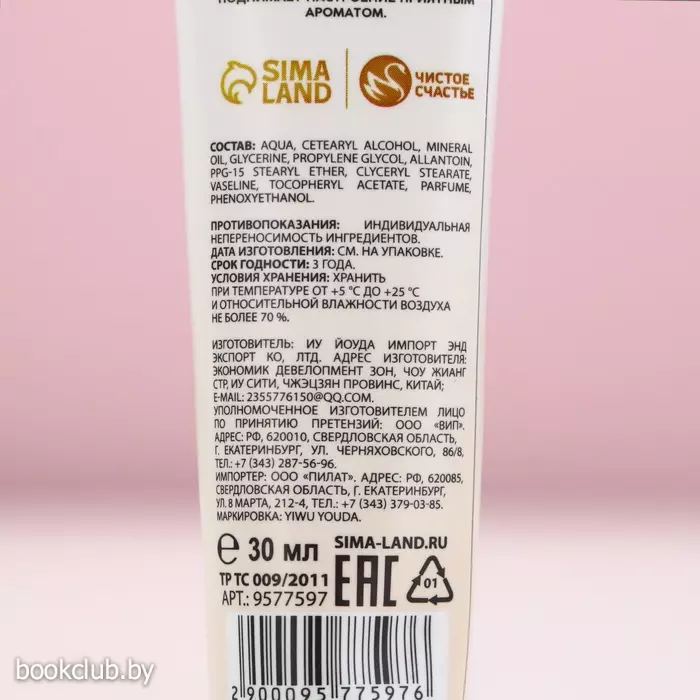 АРОМАТОМ.
SIMA LAND
ЧИСТОЕ СЧАСТЬЕ
СОСТАВ: AQUA, CETEARYL ALCOHOL, MINERAL
OIL, GLYCERINE, PROPYLENE GLYCOL, ALLANTOIN,
PPG-15 STEARYL ETHER, CLYCERYL STEARATE,
VASELINE, TOCOPHERYL ACETATE, PARFUME,
PHENOXYETHANOL.
ПРОТИВОПОКАЗАНИЯ: ИНДИВИДУАЛЬНАЯ
НЕПЕРЕНОСИМОСТЬ ИНГРЕДИЕНТОВ.
ДАТА ИЗГОТОВЛЕНИЯ: СМ. НА УПАКОВКЕ.
СРОК ГОДНОСТИ: 3 ГОДА.
УСЛОВИЯ ХРАНЕНИЯ: ХРАНИТЬ
ПРИ ТЕМПЕРАТУРЕ ОТ +5 °C ДО +25 °C
И ОТНОСИТЕЛЬНОЙ ВЛАЖНОСТИ ВОЗДУХА
НЕ БОЛЕЕ 70 %.
ИЗГОТОВИТЕЛЬ: ИУ ЙОУДА ИМПОРТ ЭНД
ЭКСПОРТ КО, ЛТД. АДРЕС ИЗГОТОВИТЕЛЯ:
ЭКОНОМИК ДЕВЕЛОПМЕНТ ЗОН, ЧОУ ЖИАНГ
СТР, ИУ СИТИ, ЧЖЭЦЗЯН ПРОВИНС, КИТАЙ;
E-MAIL: 2355776150@QQ.COM.
УПОЛНОМОЧЕННОЕ ИЗГОТОВИТЕЛЕМ ЛИЦО
ПО ПРИНЯТИЮ ПРЕТЕНЗИЙ: ООО «ВИП».
АДРЕС: РФ, 620010, СВЕРДЛОВСКАЯ ОБЛАСТЬ,
Г. ЕКАТЕРИНБУРГ, УЛ. ЧЕРНЯХОВСКОГО, 86/8,
ТЕЛ.: +7 (343) 287-56-96.
ИМПОРТЕР: ООО «ПИЛАТ». АДРЕС: РФ, 620085,
СВЕРДЛОВСКАЯ ОБЛАСТЬ, Г. ЕКАТЕРИНБУРГ,
УЛ. 8 МАРТА, 212-4, ТЕЛ.: +7 (343) 379-03-85.
МАРКИРОВКА: YIWU YOUDA.
℮ 30 МЛ
SIMA-LAND.RU
ТР ТС 009/2011
АРТ.: 9577597
EAC
01
2 900095 775976
bookclub.by